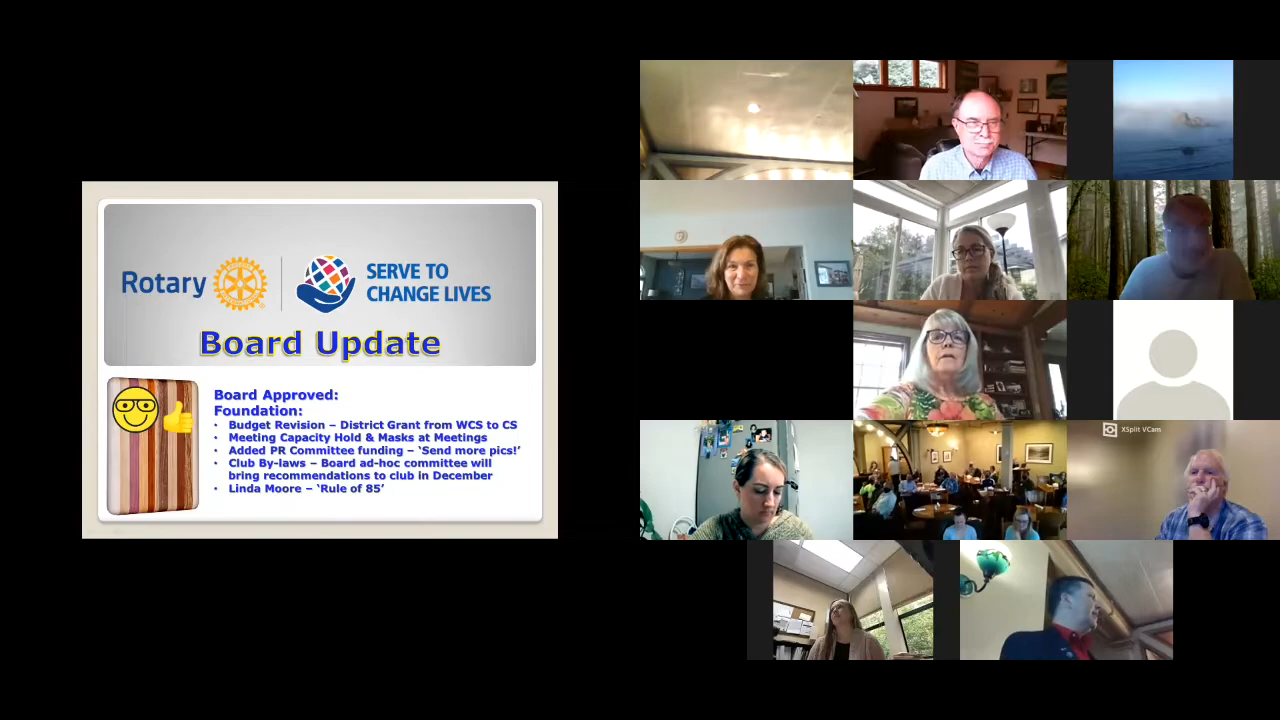 Rotary
SERVE TO
CHANGE LIVES
Board Update
Board Approved:
Foundation:
• Budget Revision – District Grant from WCS to CS
• Meeting Capacity Hold & Masks at Meetings
• Added PR Committee funding – ‘Send more pics!’
• Club By-laws – Board ad-hoc committee will
bring recommendations to club in December
• Linda Moore – ‘Rule of 85’
XSplit VCam